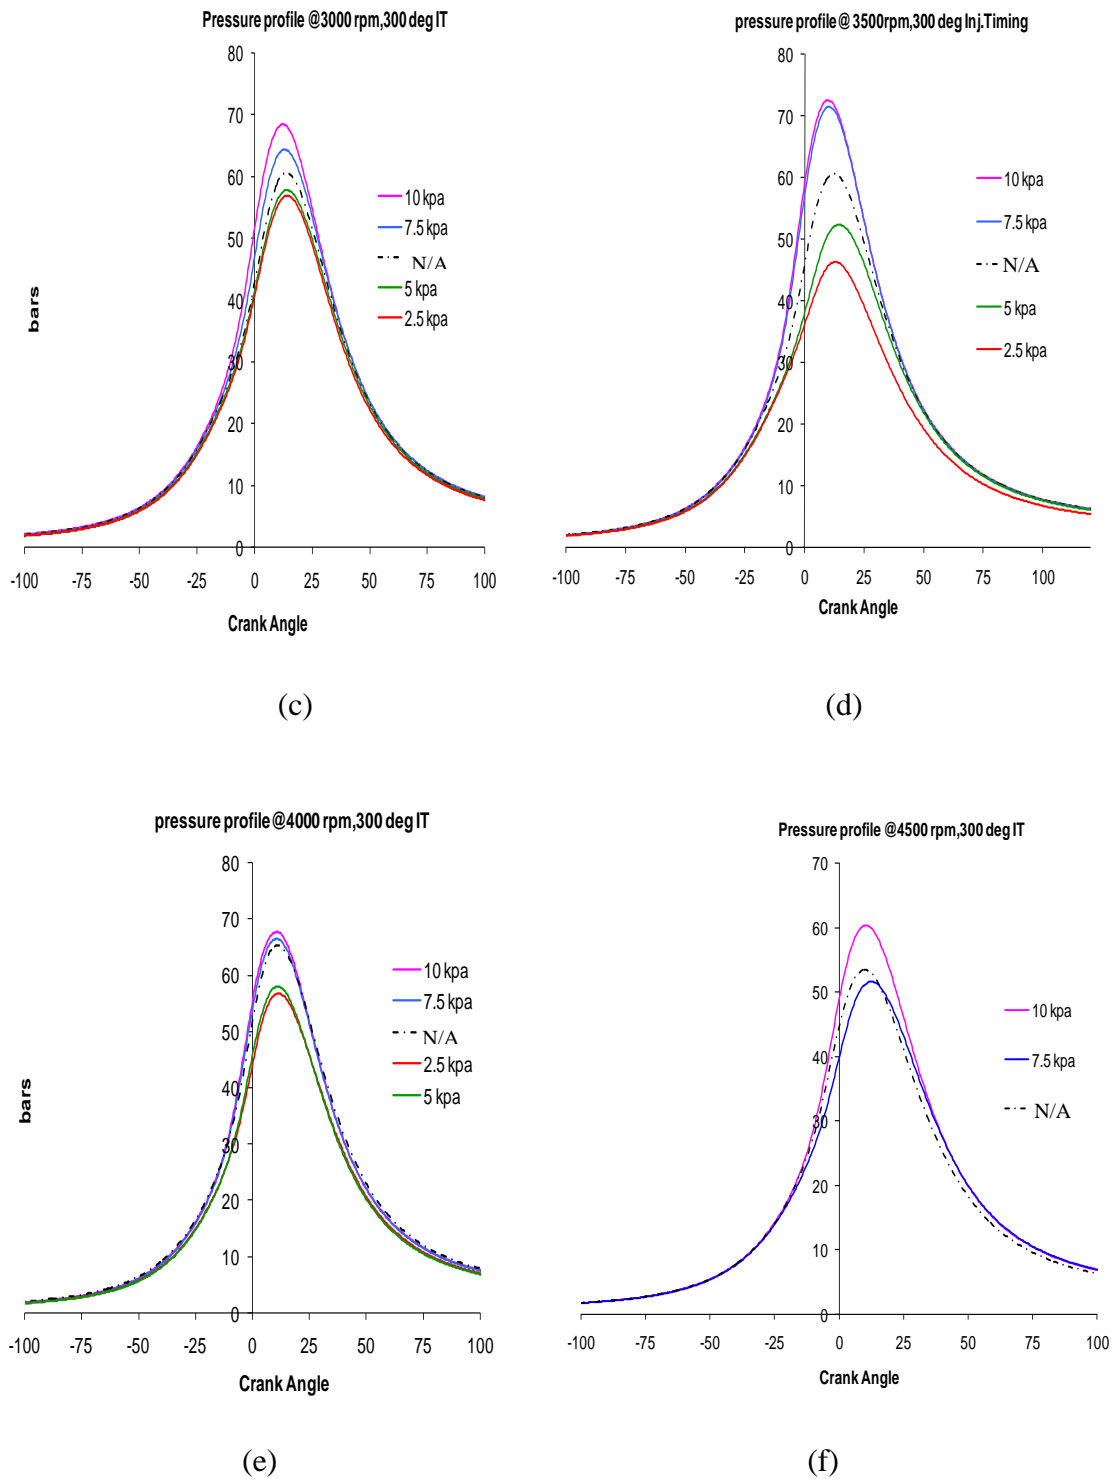 Pressure profile @3000 rpm,300 deg IT
80
70
60
50
40
30
20
10
0
-100 -75 -50 -25 0 25 50 75 100
bars
Crank Angle
10 kpa
7.5 kpa
N/A
5 kpa
2.5 kpa
(c)
pressure profile @ 3500rpm,300 deg Inj.Timing
80
70
60
50
40
30
20
10
0
-100 -75 -50 -25 0 25 50 75 100
Crank Angle
10 kpa
7.5 kpa
N/A
5 kpa
2.5 kpa
(d)
pressure profile @4000 rpm,300 deg IT
80
70
60
50
40
30
20
10
0
-100 -75 -50 -25 0 25 50 75 100
bars
Crank Angle
10 kpa
7.5 kpa
N/A
2.5 kpa
5 kpa
(e)
Pressure profile @4500 rpm,300 deg IT
70
60
50
40
30
20
10
0
-100 -75 -50 -25 0 25 50 75 100
Crank Angle
10 kpa
7.5 kpa
N/A
(f)